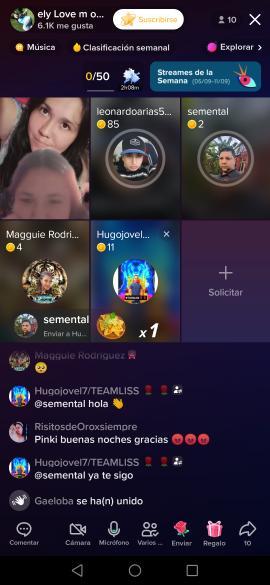 ely Love m o...
6.1K me gusta
Suscribirse
10
Música
Clasificación semanal
Explorar
0/50
2h08m
Streames de la
Semana (05/09-11/09)
leonardoarias5...
85
semental
2
Magguie Rodri...
4
Hugojovel7...
11
semental
Enviar a Hu...
x1
Solicitar
Magguie Rodriguez
Hugojovel7/TEAMLISS
@semental hola
RisitosdeOroxsiempre
Pinki buenas noches gracias
Hugojovel7/TEAMLISS
@semental ya te sigo
Gaeloba se ha(n) unido
Comentar
Cámara
Micrófono
Varios ...
Enviar
Regalo
10